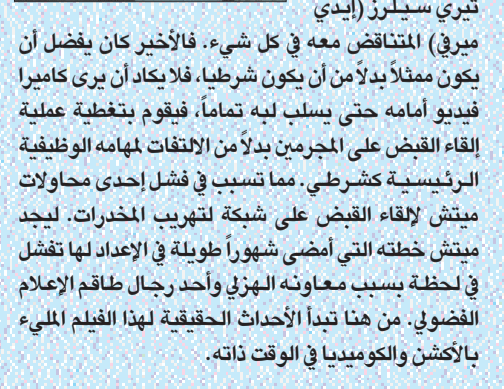 تيري سيلرز (إيدي
ميرفي) المتناقض معه في كل شيء. فالأخير كان يفضل أن
يكون ممثلاً بدلاً من أن يكون شرطيا، فلا يكاد أن يرى كاميرا
فيديو أمامه حتى يسلب لبه تماماً، فيقوم بتغطية عملية
إلقاء القبض على المجرمين بدلاً من الالتفات لمهامه الوظيفية
الرئيسية كشرطي. مما تسبب في فشل إحدى محاولات
ميتش لإلقاء القبض على شبكة لتهريب المخدرات. ليجد
ميتش خطته التي أمضى شهوراً طويلة في الإعداد لها تفشل
في لحظة بسبب معاونه الهزلي وأحد رجال طاقم الإعلام
الفضولي. من هنا تبدأ الأحداث الحقيقية لهذا الفيلم المليء
بالأكشن والكوميديا في الوقت ذاته.